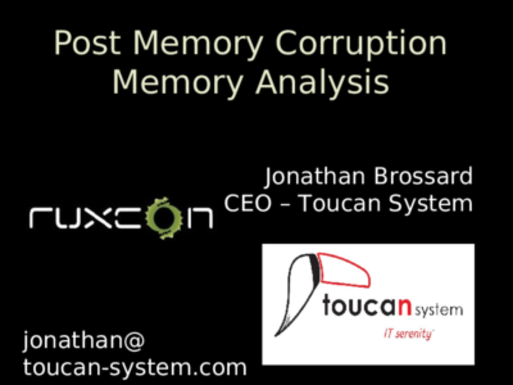 Post Memory Corruption
Memory Analysis
Jonathan Brossard
CEO – Toucan System
ruxcon
toucan system
IT serenity
jonathan@
toucan-system.com